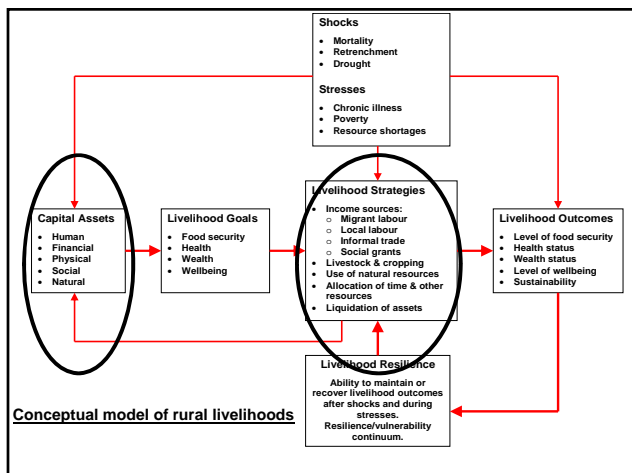 Shocks
• Mortality
• Retrenchment
• Drought
Stresses
• Chronic illness
• Poverty
• Resource shortages
Capital Assets
• Human
• Financial
• Physical
• Social
• Natural
Livelihood Goals
• Food security
• Health
• Wealth
• Wellbeing
Livelihood Strategies
• Income sources:
o Migrant labour
o Local labour
o Informal trade
o Social grants
• Livestock & cropping
• Use of natural resources
• Allocation of time & other
resources
• Liquidation of assets
Livelihood Outcomes
• Level of food security
• Health status
• Wealth status
• Level of wellbeing
• Sustainability
Livelihood Resilience
Ability to maintain or
recover livelihood outcomes
after shocks and during
stresses.
Resilience/vulnerability
continuum.
Conceptual model of rural livelihoods